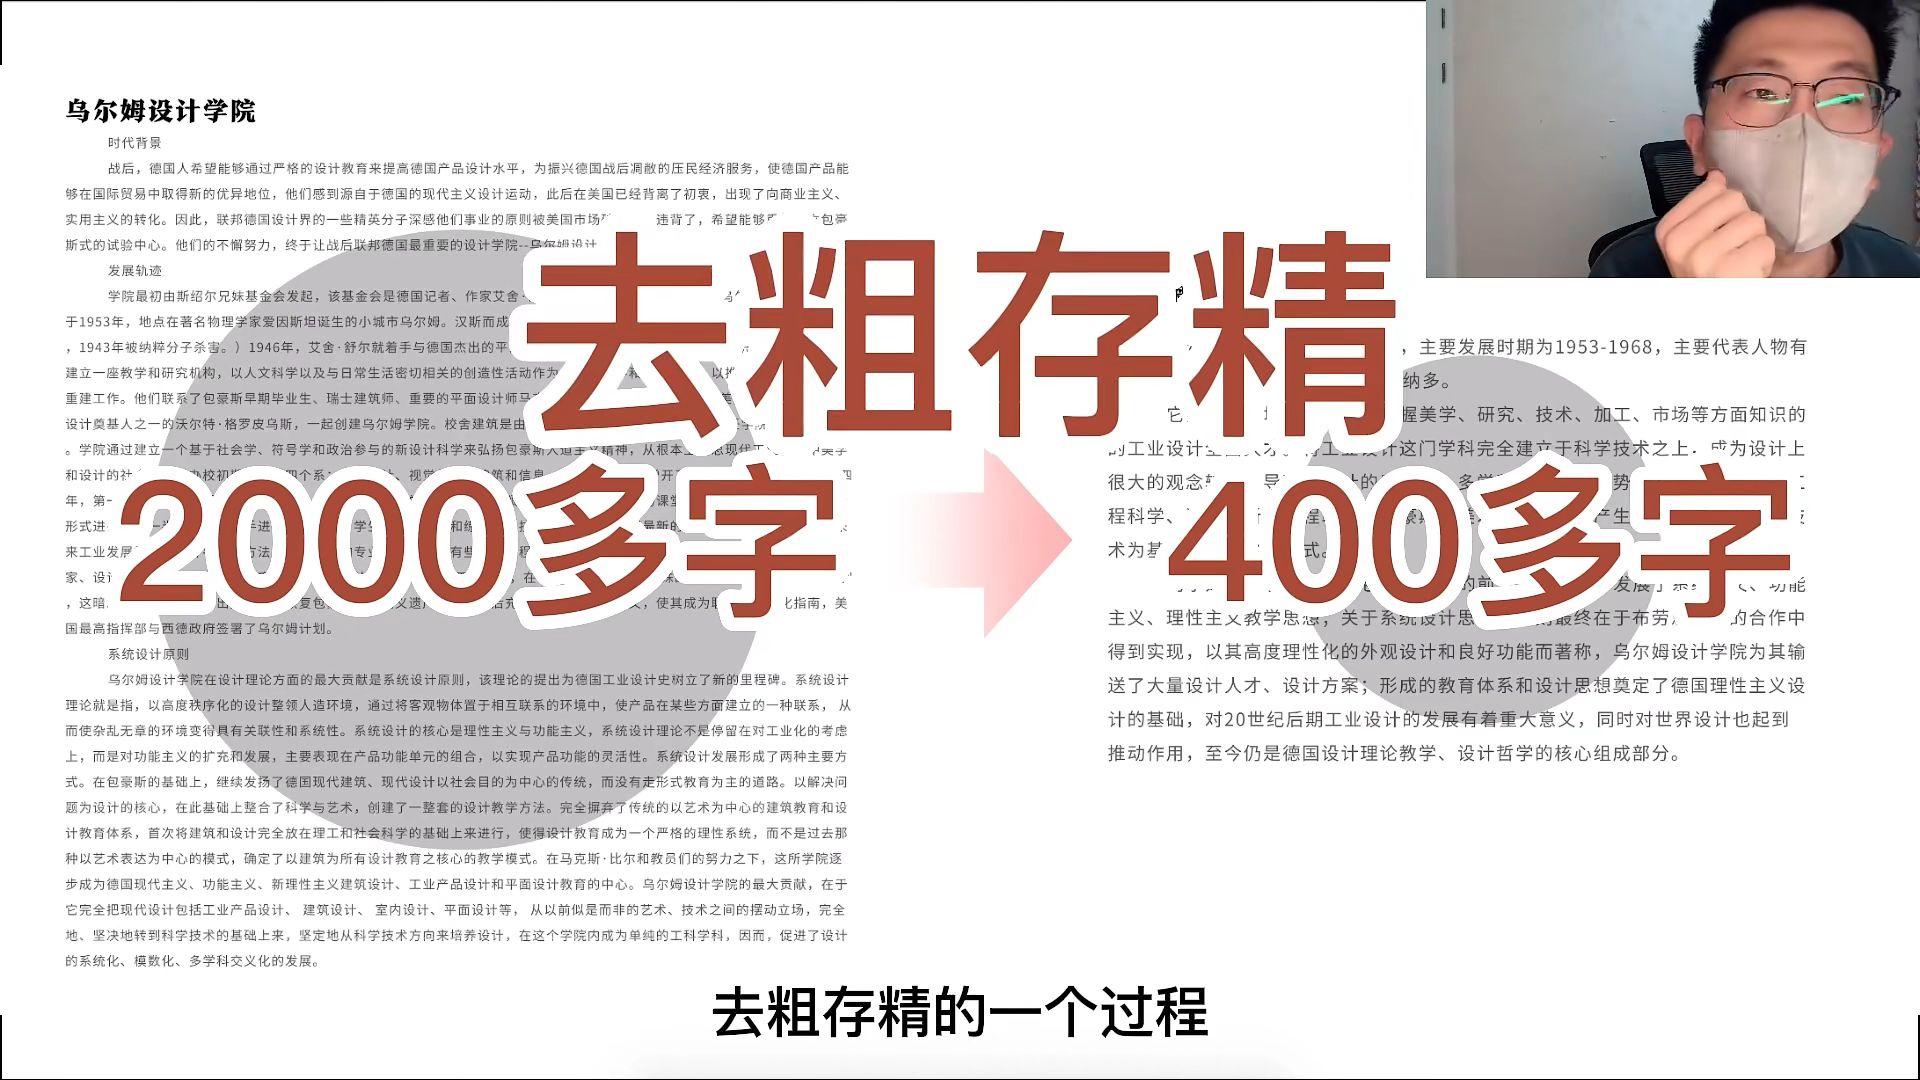 乌尔姆设计学院
时代背景
战后，德国人希望能够通过严格的设计教育来提高德国产品设计水平，为振兴德国战后凋敝的压民经济服务，使德国产品能
够在国际贸易中取得新的优异地位，他们感到源自于德国的现代主义设计运动，此后在美国已经背离了初衷，出现了向商业主义、
实用主义的转化。因此，联邦德国设计界的一些精英分子深感他们事业的原则被美国市场 违背了，希望能够 包豪
斯式的试验中心。他们的不懈努力，终于让战后联邦德国最重要的设计学院--乌尔姆设计
发展轨迹
学院最初由斯绍尔兄妹基金会发起，该基金会是德国记者、作家艾舍·
于1953年，地点在著名物理学家爱因斯坦诞生的小城市乌尔姆。汉斯而成
，1943年被纳粹分子杀害。）1946年，艾舍·舒尔就着手与德国杰出的平
建立一座教学和研究机构，以人文科学以及与日常生活密切相关的创造性活动作为 以
重建工作。他们联系了包豪斯早期毕业生、瑞士建筑师、重要的平面设计师马
设计奠基人之一的沃尔特·格罗皮乌斯，一起创建乌尔姆学院。校舍建筑是由
。学院通过建立一个基于社会学、符号学和政治参与的新设计科学来弘扬包豪斯人道主义精神，从根本上
和设计的社 办校初 四个系 、视觉 建筑和信息
年，第一 课堂
形式进 学生 和练 最新的
来工业发展 方法 的专业 有些 程
家、设计 ，在
，这暗 出 复包 义遗 ，使其成为 化指南，美
国最高指挥部与西德政府签署了乌尔姆计划。
系统设计原则
乌尔姆设计学院在设计理论方面的最大贡献是系统设计原则，该理论的提出为德国工业设计史树立了新的里程碑。系统设计
理论就是指，以高度秩序化的设计整领人造环境，通过将客观物体置于相互联系的环境中，使产品在某些方面建立的一种联系， 从
而使杂乱无章的环境变得具有关联性和系统性。系统设计的核心是理性主义与功能主义，系统设计理论不是停留在对工业化的考虑
上，而是对功能主义的扩充和发展，主要表现在产品功能单元的组合，以实现产品功能的灵活性。系统设计发展形成了两种主要方
式。在包豪斯的基础上，继续发扬了德国现代建筑、现代设计以社会目的为中心的传统，而没有走形式教育为主的道路。以解决问
题为设计的核心，在此基础上整合了科学与艺术，创建了一整套的设计教学方法。完全摒弃了传统的以艺术为中心的建筑教育和设
计教育体系，首次将建筑和设计完全放在理工和社会科学的基础上来进行，使得设计教育成为一个严格的理性系统，而不是过去那
种以艺术表达为中心的模式，确定了以建筑为所有设计教育之核心的教学模式。在马克斯·比尔和教员们的努力之下，这所学院逐
步成为德国现代主义、功能主义、新理性主义建筑设计、工业产品设计和平面设计教育的中心。乌尔姆设计学院的最大贡献，在于
它完全把现代设计包括工业产品设计、 建筑设计、 室内设计、平面设计等， 从以前似是而非的艺术、技术之间的摆动立场，完全
地、坚决地转到科学技术的基础上来，坚定地从科学技术方向来培养设计，在这个学院内成为单纯的工科学科，因而，促进了设计
的系统化、模数化、多学科交义化的发展。
去粗存精
2000多字
400多字
，主要发展时期为1953-1968，主要代表人物有
纳多。
它 握美学、研究、技术、加工、市场等方面知识的
的工业设计 工业设计这门学科完全建立于科学技术之上，成为设计上
很大的观念 导 计的 多学 势
程科学、 程 产生
术为基 式。
的前 发展了系 、功能
主义、理性主义教学思想，关于系统设计思 最终在于布劳 的合作中
得到实现，以其高度理性化的外观设计和良好功能而著称，乌尔姆设计学院为其输
送了大量设计人才、设计方案；形成的教育体系和设计思想奠定了德国理性主义设
计的基础，对20世纪后期工业设计的发展有着重大意义，同时对世界设计也起到
推动作用，至今仍是德国设计理论教学、设计哲学的核心组成部分。
去粗存精的一个过程